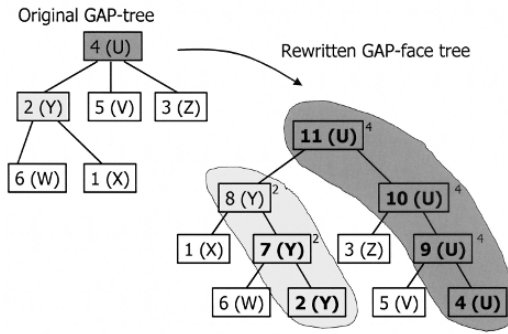 Original GAP-tree
4 (U)
Rewritten GAP-face tree
2 (Y) 5 (V) 3 (Z)
11 (U) 4
6 (W) 1 (X)
8 (Y) 2 10 (U) 4
1 (X) 7 (Y) 2 3 (Z) 9 (U) 4
6 (W) 2 (Y) 5 (V) 4 (U)